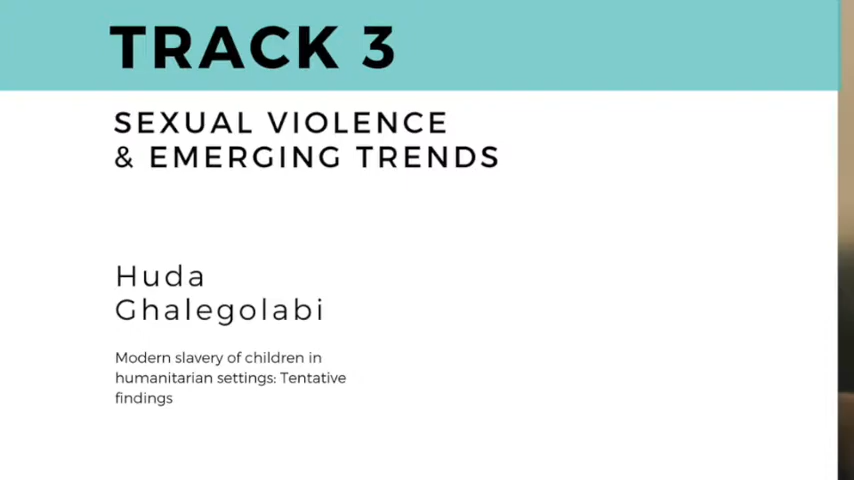 TRACK 3
SEXUAL VIOLENCE
& EMERGING TRENDS
Huda
Ghalegolabi
Modern slavery of children in
humanitarian settings: Tentative
findings